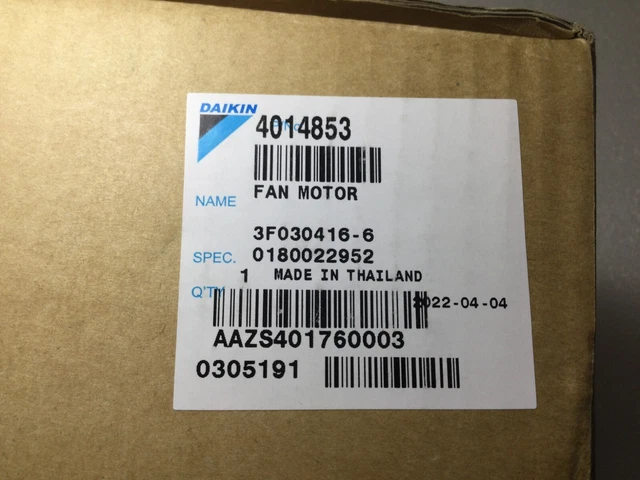 DAIKIN
4014853
NAME FAN MOTOR
3F030416-6
SPEC. 0180022952
1 MADE IN THAILAND
Q'TY
2022-04-04
AAZS401760003
0305191